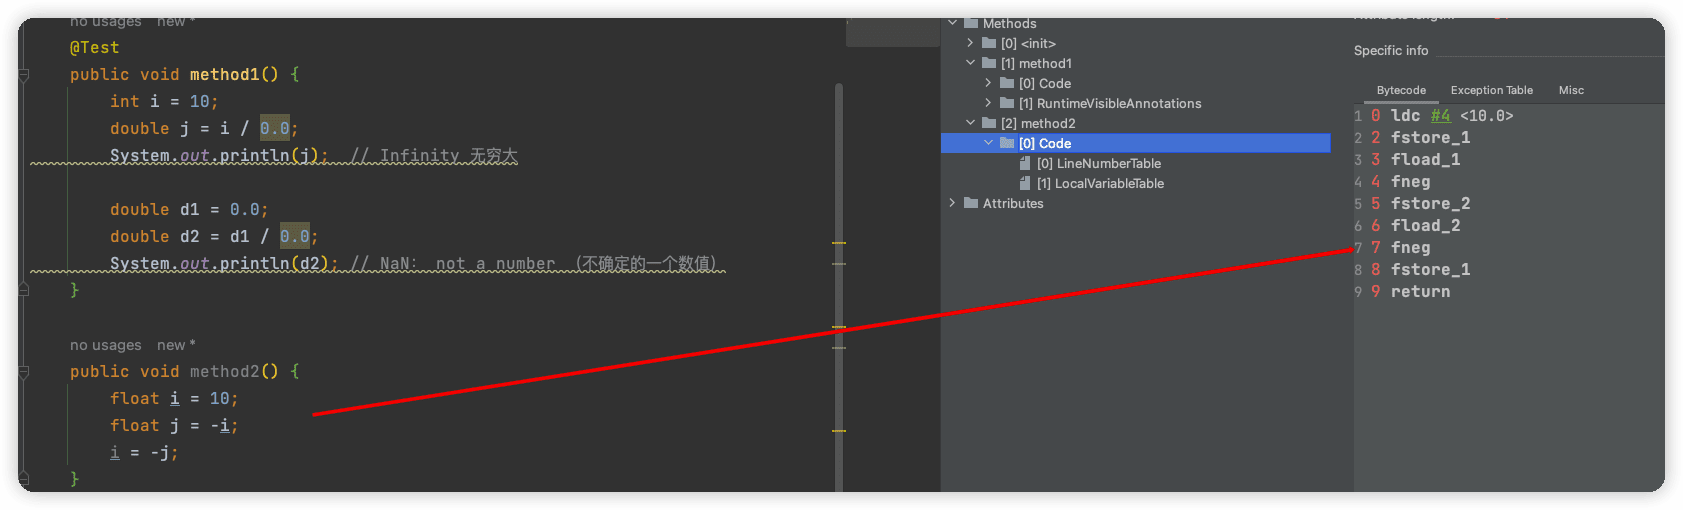 no usages   new *
@Test
public void method1() {
int i = 10;
double j = i / 0.0;
System.out.println(j);  // Infinity 无穷大
double d1 = 0.0;
double d2 = d1 / 0.0;
System.out.println(d2); // NaN： not a number （不确定的一个数值）
}
no usages   new *
public void method2() {
float i = 10;
float j = -i;
i = -j;
}
Methods
[0] <init>
[1] method1
[0] Code
[1] RuntimeVisibleAnnotations
[2] method2
[0] Code
[0] LineNumberTable
[1] LocalVariableTable
Attributes
Specific info
Bytecode   Exception Table   Misc
1 0 ldc #4 <10.0>
2 2 fstore_1
3 3 fload_1
4 4 fneg
5 5 fstore_2
6 6 fload_2
7 7 fneg
8 8 fstore_1
9 9 return